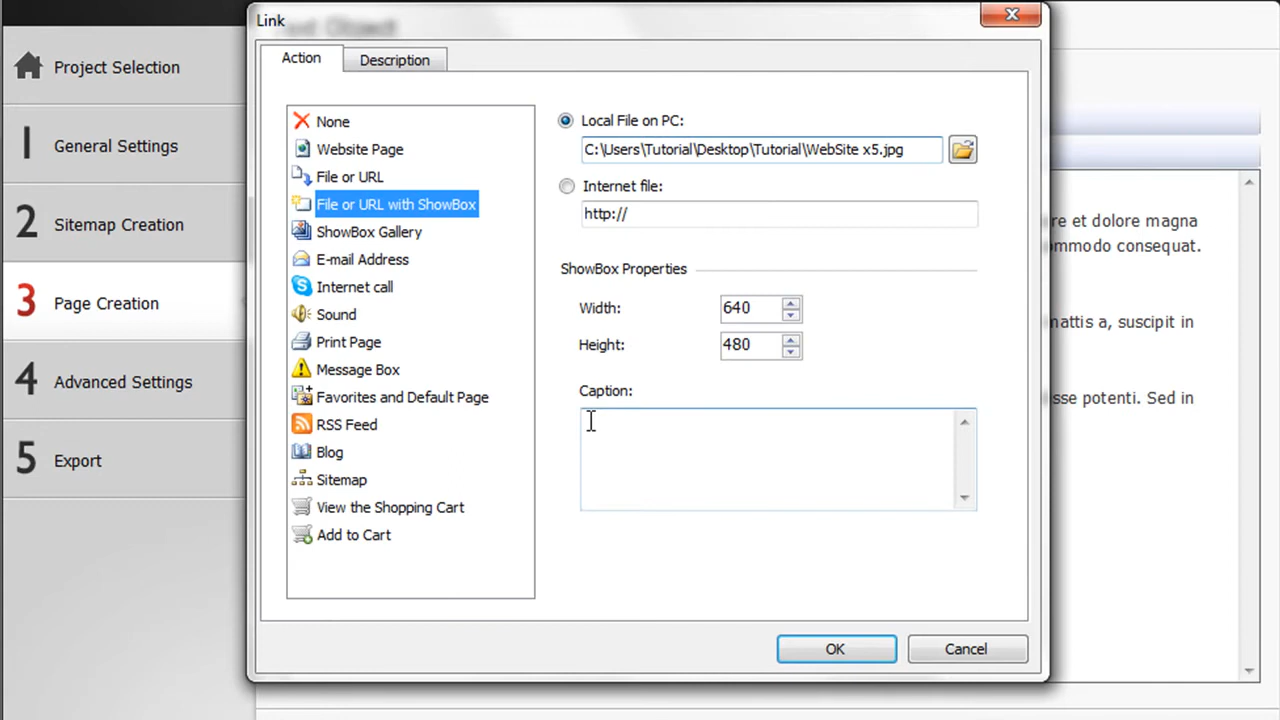 Link
Action
Description
Project Selection
1 General Settings
2 Sitemap Creation
3 Page Creation
4 Advanced Settings
5 Export
None
Website Page
File or URL
File or URL with ShowBox
ShowBox Gallery
E-mail Address
Internet call
Sound
Print Page
Message Box
Favorites and Default Page
RSS Feed
Blog
Sitemap
View the Shopping Cart
Add to Cart
Local File on PC:
C:\Users\Tutorial\Desktop\Tutorial\WebSite x5.jpg
Internet file:
http://
ShowBox Properties
Width: 640
Height: 480
Caption:
OK
Cancel
re et dolore magna
mmodo consequat.
mattis a, suscipit in
sse potenti. Sed in